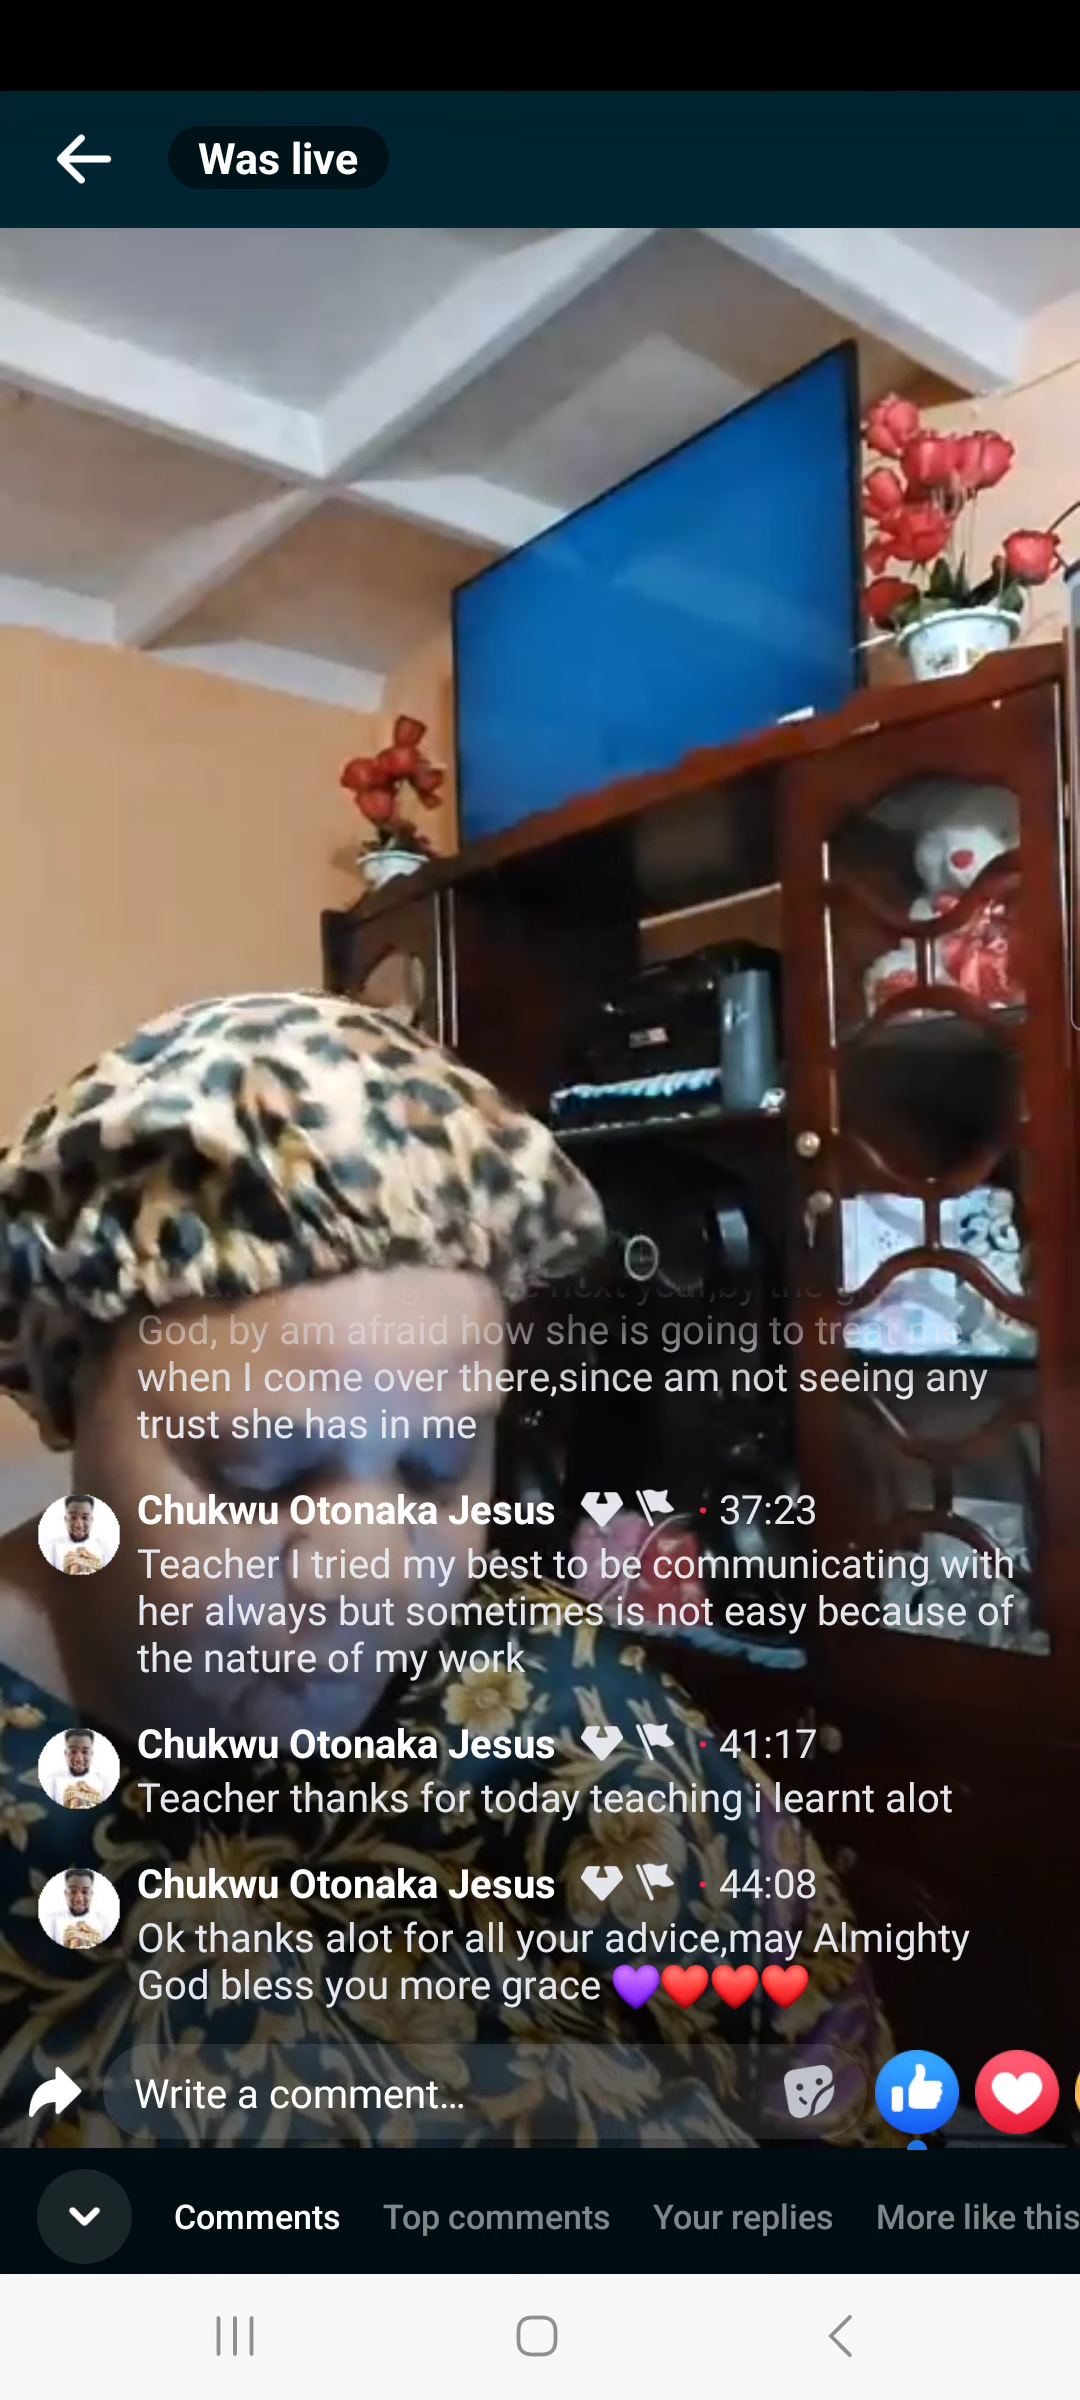 Was live
next year,by the
God, by am afraid how she is going to treat me
when I come over there,since am not seeing any
trust she has in me
Chukwu Otonaka Jesus · 37:23
Teacher I tried my best to be communicating with
her always but sometimes is not easy because of
the nature of my work
Chukwu Otonaka Jesus · 41:17
Teacher thanks for today teaching i learnt alot
Chukwu Otonaka Jesus · 44:08
Ok thanks alot for all your advice,may Almighty
God bless you more grace 💜❤️❤️❤️
Write a comment...
Comments Top comments Your replies More like this